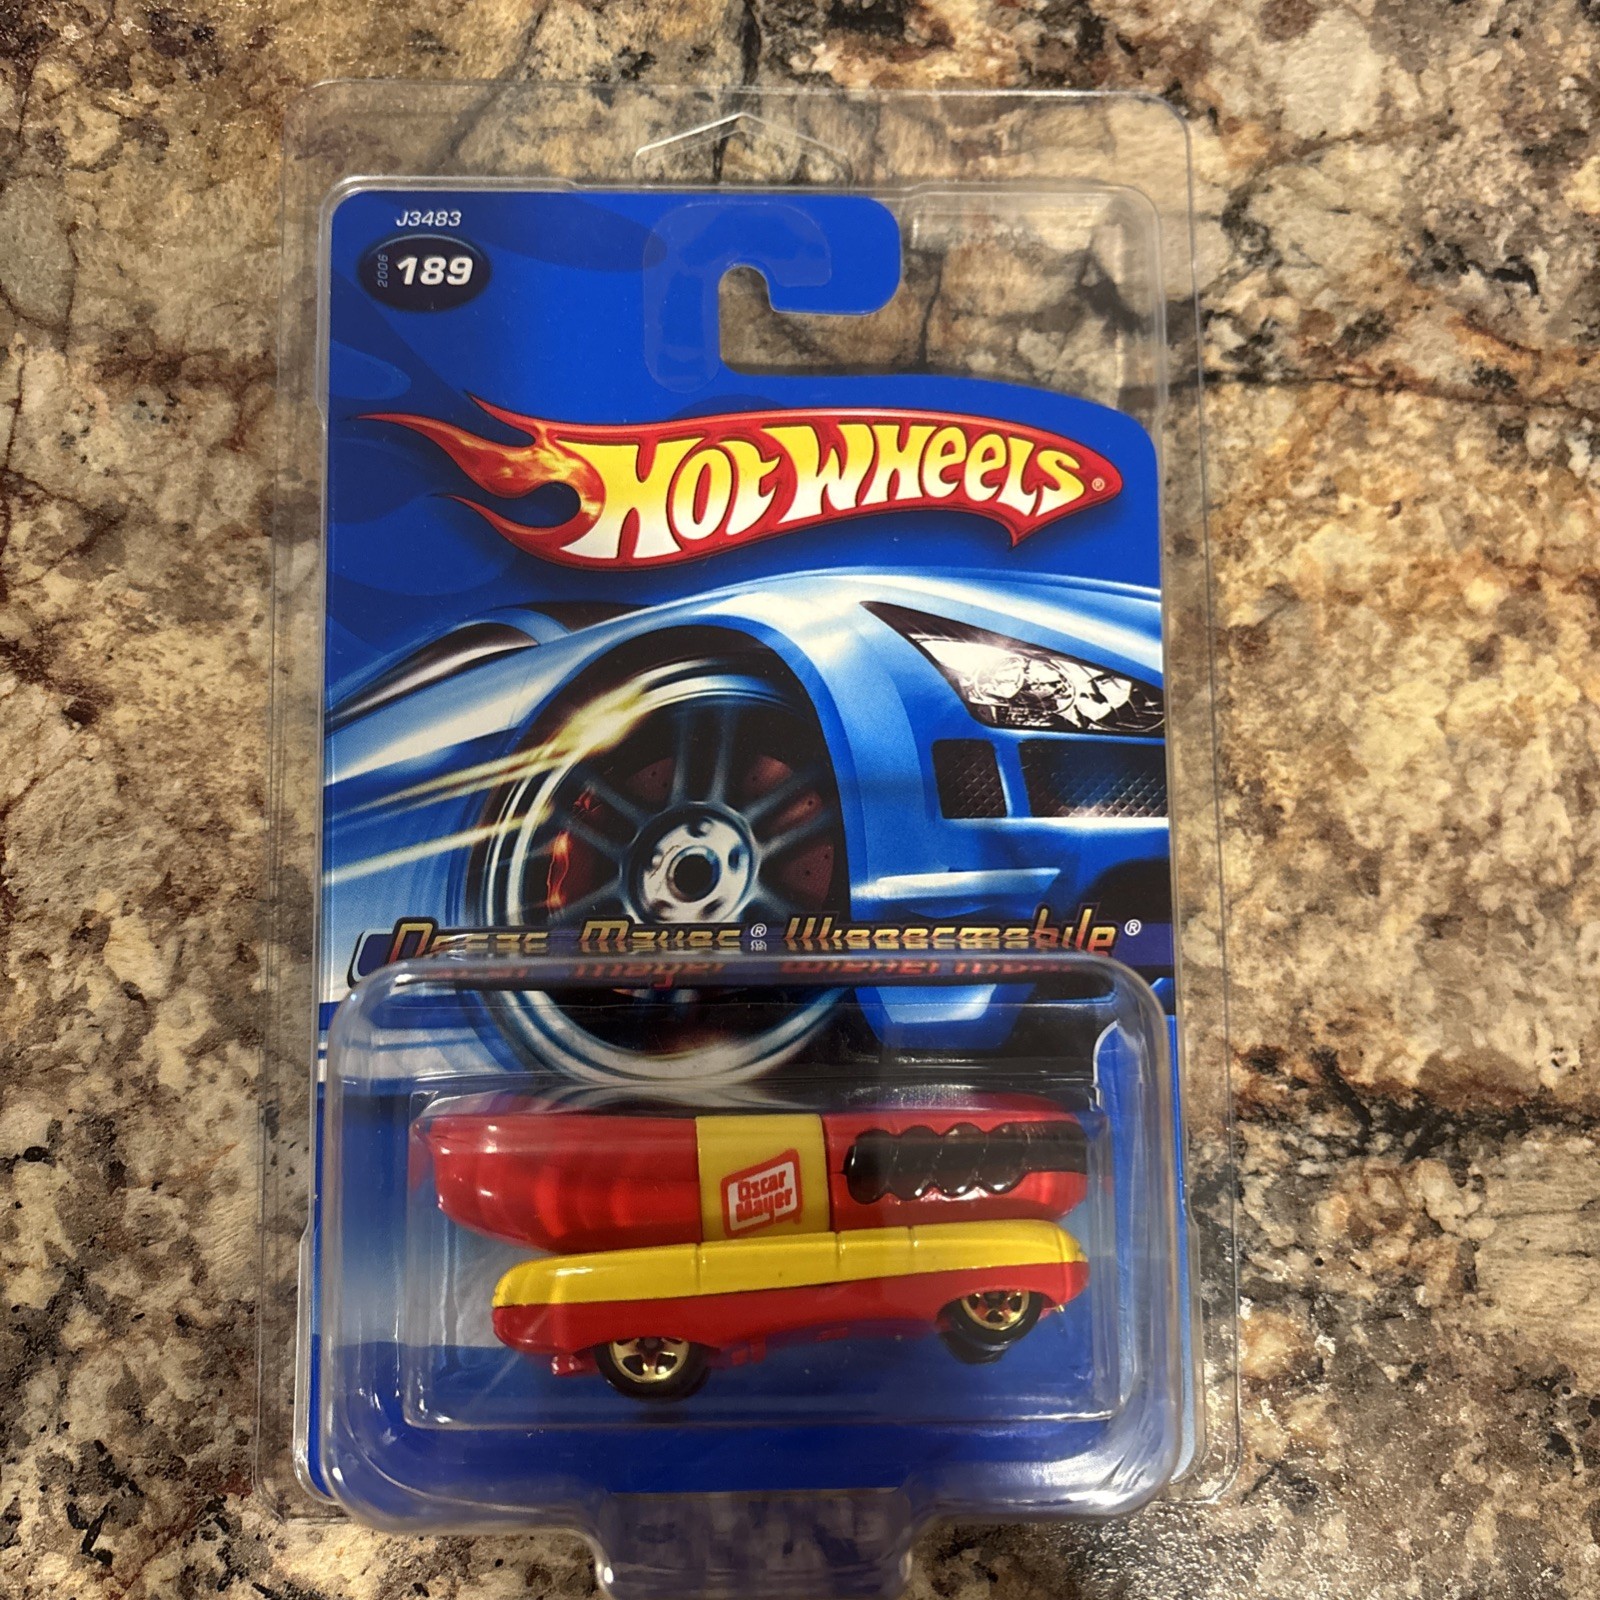 J3483
2006
189
HOT WHEELS®
Oscar Mayer® Wienermobile®
Oscar
Mayer